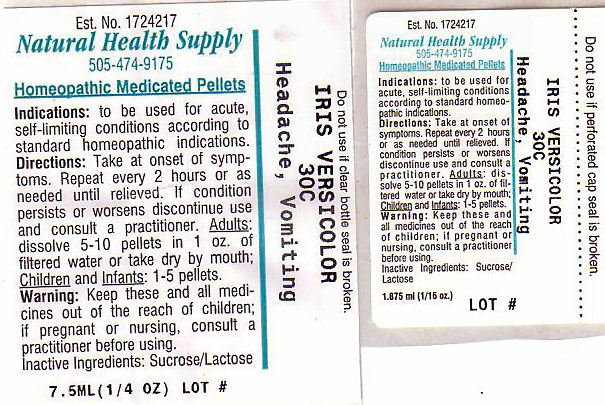 Est. No. 1724217
Natural Health Supply
505-474-9175
Homeopathic Medicated Pellets
Indications: to be used for acute,
self-limiting conditions according to
standard homeopathic indications.
Directions: Take at onset of symp-
toms. Repeat every 2 hours or as
needed until relieved. If condition
persists or worsens discontinue use
and consult a practitioner. Adults:
dissolve 5-10 pellets in 1 oz. of
filtered water or take dry by mouth;
Children and Infants: 1-5 pellets.
Warning: Keep these and all medi-
cines out of the reach of children;
if pregnant or nursing, consult a
practitioner before using.
Inactive Ingredients: Sucrose/Lactose
7.5ML(1/4 OZ) LOT #
Do not use if clear bottle seal is broken.
IRIS VERSICOLOR
30C
Headache, Vomiting
Est. No. 1724217
Natural Health Supply
505-474-9175
Homeopathic Medicated Pellets
Indications: to be used for
acute, self-limiting conditions
according to standard homeo-
pathic indications.
Directions: Take at onset of
symptoms. Repeat every 2 hours
or as needed until relieved. If
condition persists or worsens
discontinue use and consult a
practitioner. Adults: dis-
solve 5-10 pellets in 1 oz. of fil-
tered water or take dry by mouth;
Children and Infants: 1-5 pellets.
Warning: Keep these and
all medicines out of the reach
of children; if pregnant or
nursing, consult a practitioner
before using.
Inactive Ingredients: Sucrose/
Lactose
1.875 ml (1/16 oz.)
LOT #
IRIS VERSICOLOR
30C
Headache, Vomiting
Do not use if perforated cap seal is broken.